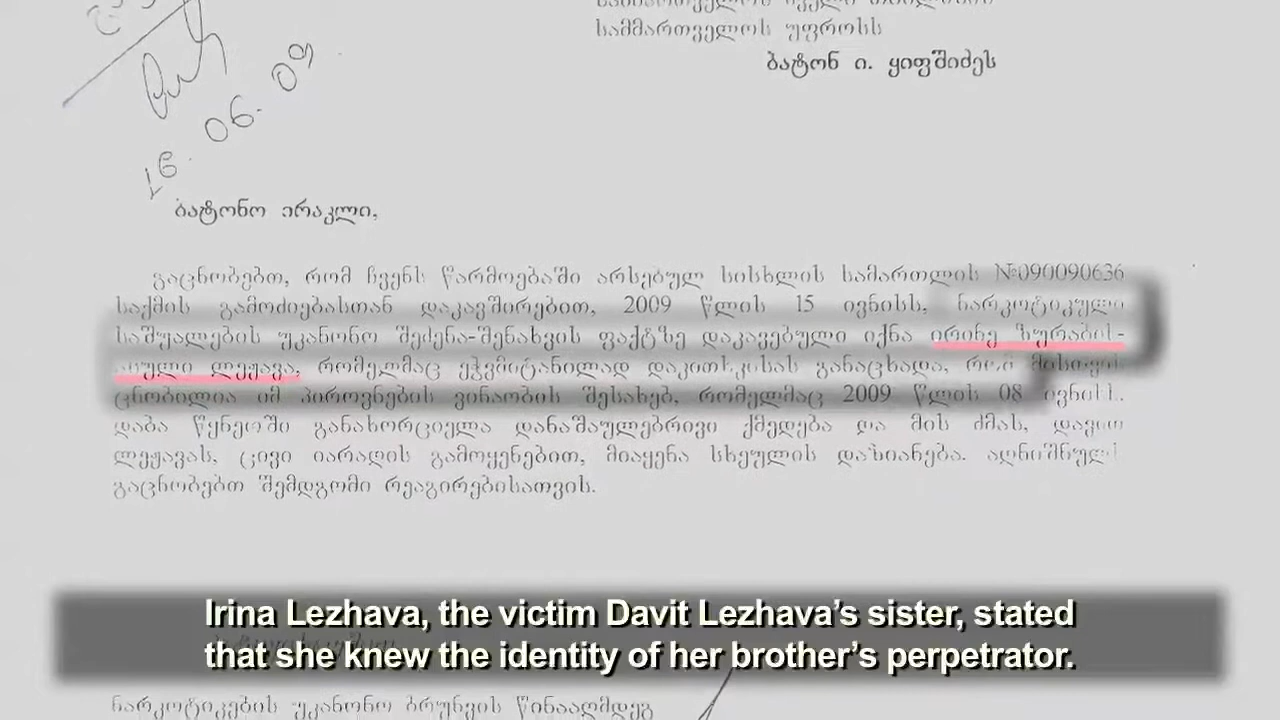 სამმართველოს უფროსს
ბატონ ი. ყიფშიძეს
16.06.09
ბატონო ირაკლი,
გაცნობებთ, რომ ჩვენს წარმოებაში არსებულ სისხლის სამართლის №090090636
საქმის გამოძიებასთან დაკავშირებით, 2009 წლის 15 ივნისს, ნარკოტიკული
საშუალების უკანონო შეძენა-შენახვის ფაქტზე დაკავებული იქნა ირინე ზურაბის-
ასული ლეჟავა, რომელმაც ეჭვმიტანილად დაკითხვისას განაცხადა, რომ მისთვის
ცნობილია იმ პიროვნების ვინაობის შესახებ, რომელმაც 2009 წლის 08 ივნისს,
დაბა წყნეთში განახორციელა დანაშაულებრივი ქმედება და მის ძმას, დავით
ლეჟავას, ცივი იარაღის გამოყენებით, მიაყენა სხეულის დაზიანება. აღნიშნულს
გაცნობებთ შემდგომი რეაგირებისათვის.
Irina Lezhava, the victim Davit Lezhava's sister, stated
that she knew the identity of her brother's perpetrator.
ნარკოტიკების უკანონო ბრუნვის წინააღმდეგ